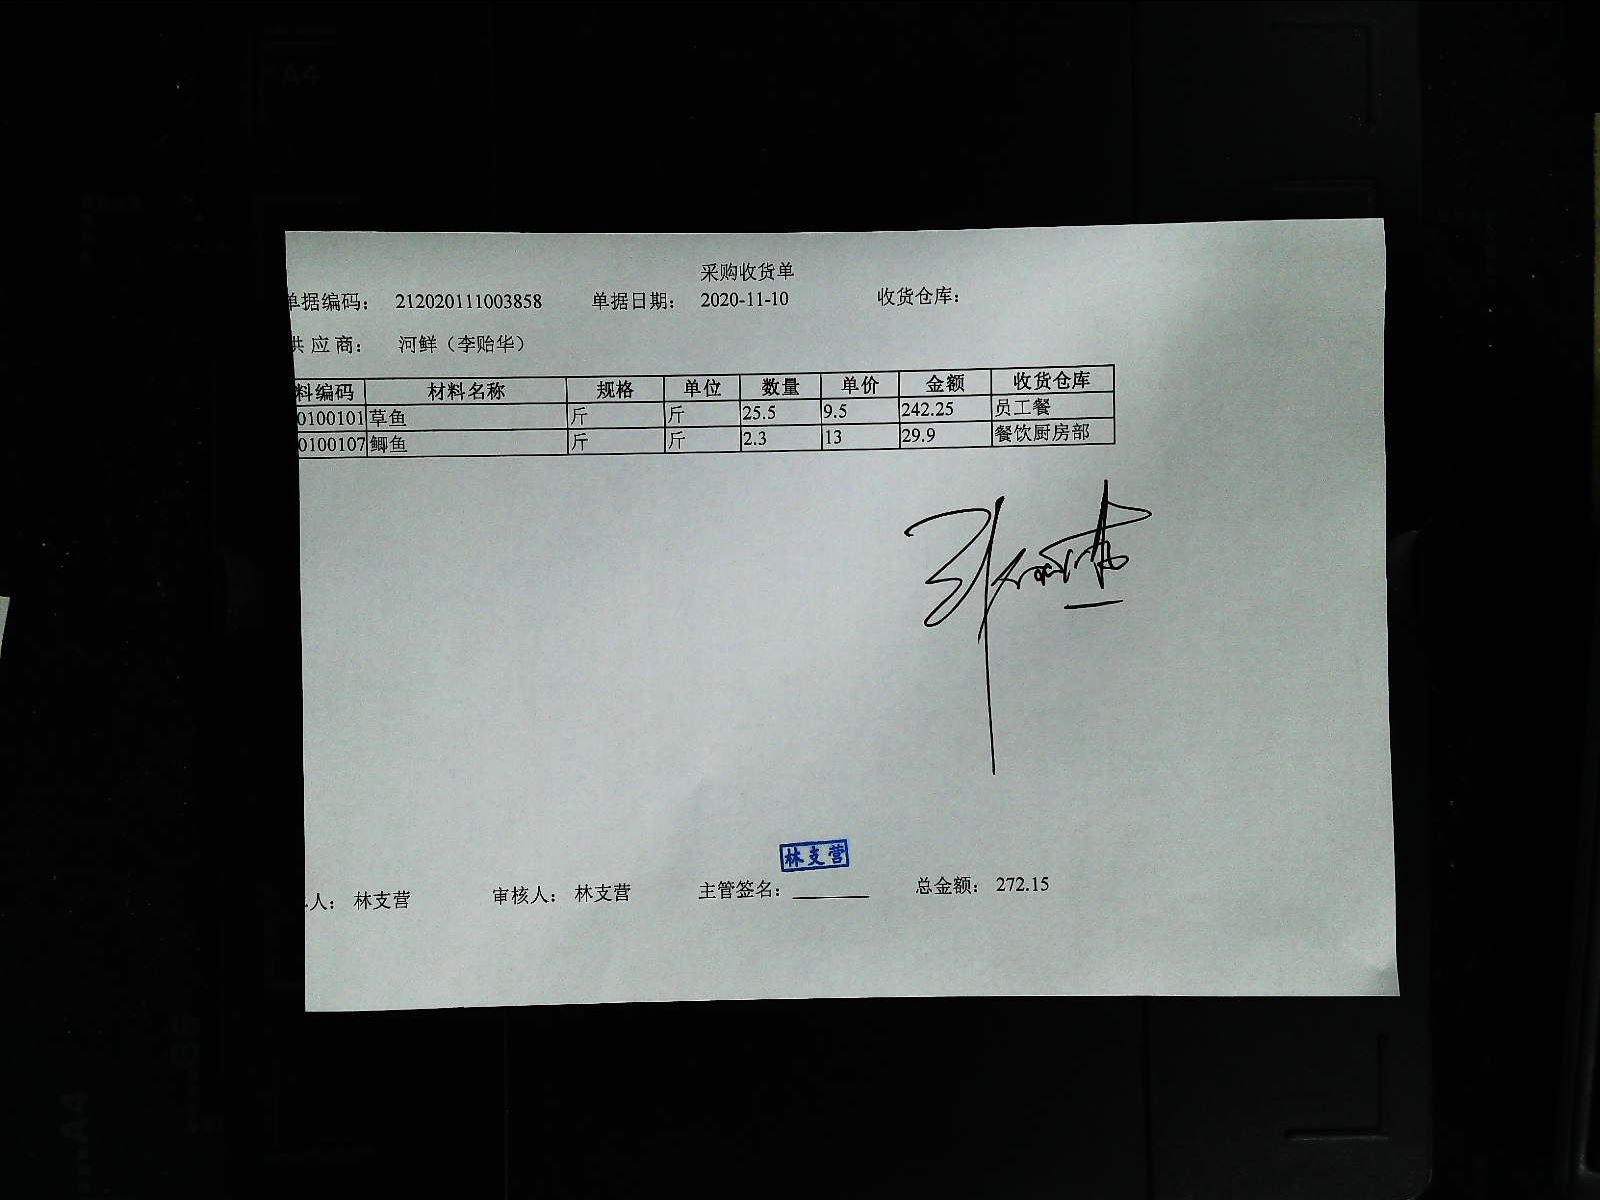 采购收货单
单据编码： 212020111003858 单据日期： 2020-11-10 收货仓库：
供 应 商： 河鲜（李贻华）
料编码 材料名称 规格 单位 数量 单价 金额 收货仓库
0100101 草鱼 斤 斤 25.5 9.5 242.25 员工餐
0100107 鲫鱼 斤 斤 2.3 13 29.9 餐饮厨房部
林支营
人： 林支营 审核人： 林支营 主管签名： 总金额： 272.15